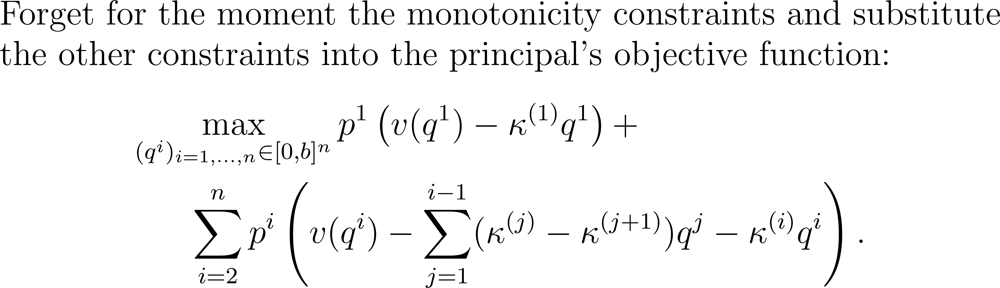 Forget for the moment the monotonicity constraints and substitute
the other constraints into the principal's objective function:
\max_{(q^i)_{i=1,\ldots,n} \in [0,b]^n} p^1 \left( v(q^1) - \kappa^{(1)} q^1 \right) +
\sum_{i=2}^{n} p^i \left( v(q^i) - \sum_{j=1}^{i-1} (\kappa^{(j)} - \kappa^{(j+1)}) q^j - \kappa^{(i)} q^i \right).